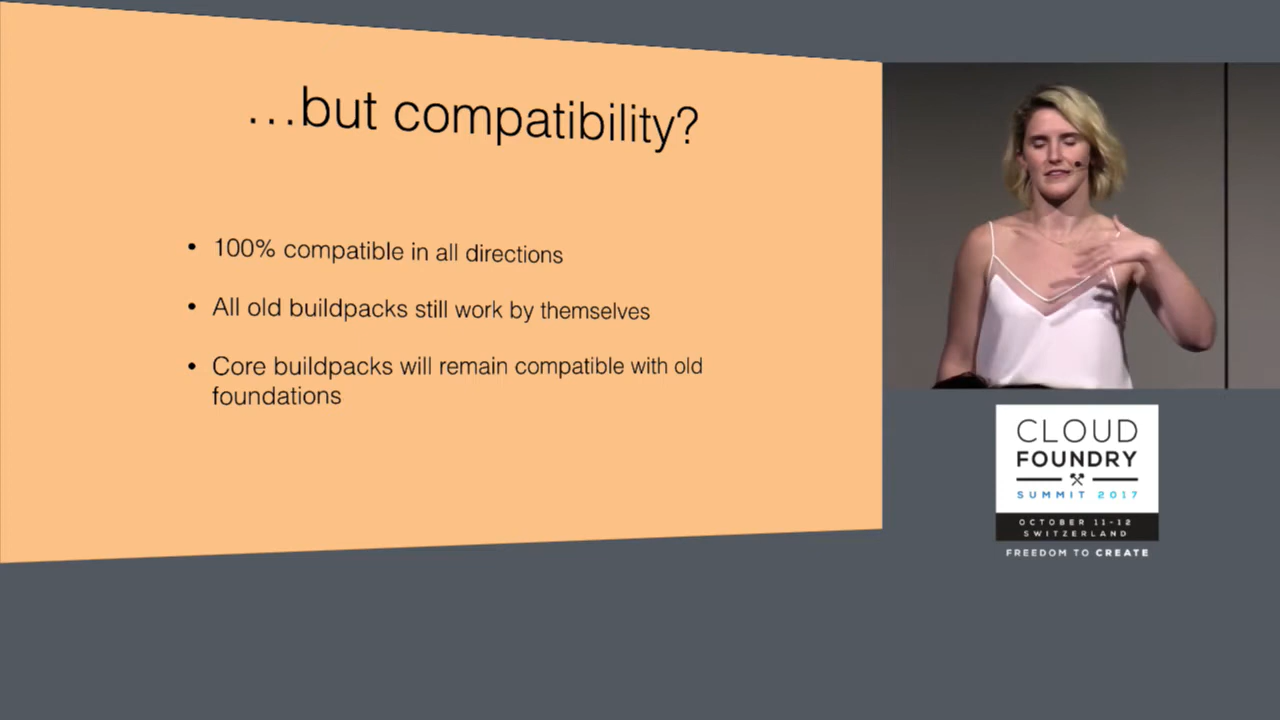 …but compatibility?
• 100% compatible in all directions
• All old buildpacks still work by themselves
• Core buildpacks will remain compatible with old
foundations
CLOUD
FOUNDRY
SUMMIT 2017
OCTOBER 11-12
SWITZERLAND
FREEDOM TO CREATE